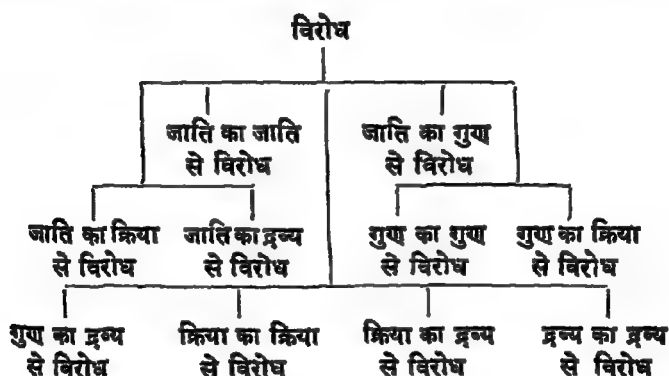 विरोध
जाति का जाति जाति का गुण
से विरोध से विरोध
जाति का क्रिया जाति का द्रव्य गुण का गुण गुण का क्रिया
से विरोध से विरोध से विरोध से विरोध
गुण का द्रव्य क्रिया का क्रिया क्रिया का द्रव्य द्रव्य का द्रव्य
से विरोध से विरोध से विरोध से विरोध